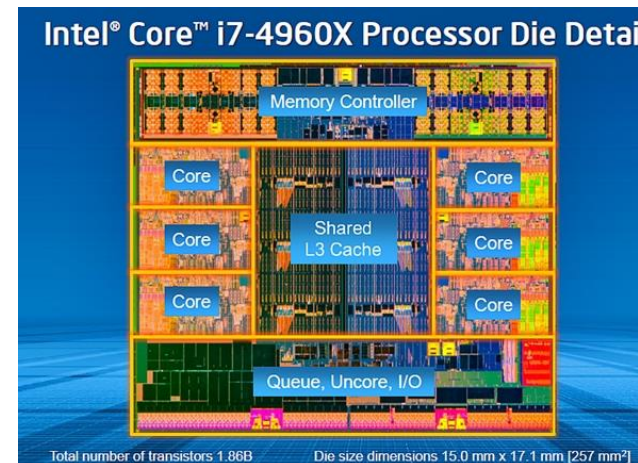 Intel® Core™ i7-4960X Processor Die Detai
Memory Controller
Core
Core
Shared
L3 Cache
Core
Core
Core
Core
Queue, Uncore, I/O
Total number of transistors 1.86B
Die size dimensions 15.0 mm x 17.1 mm [257 mm²]